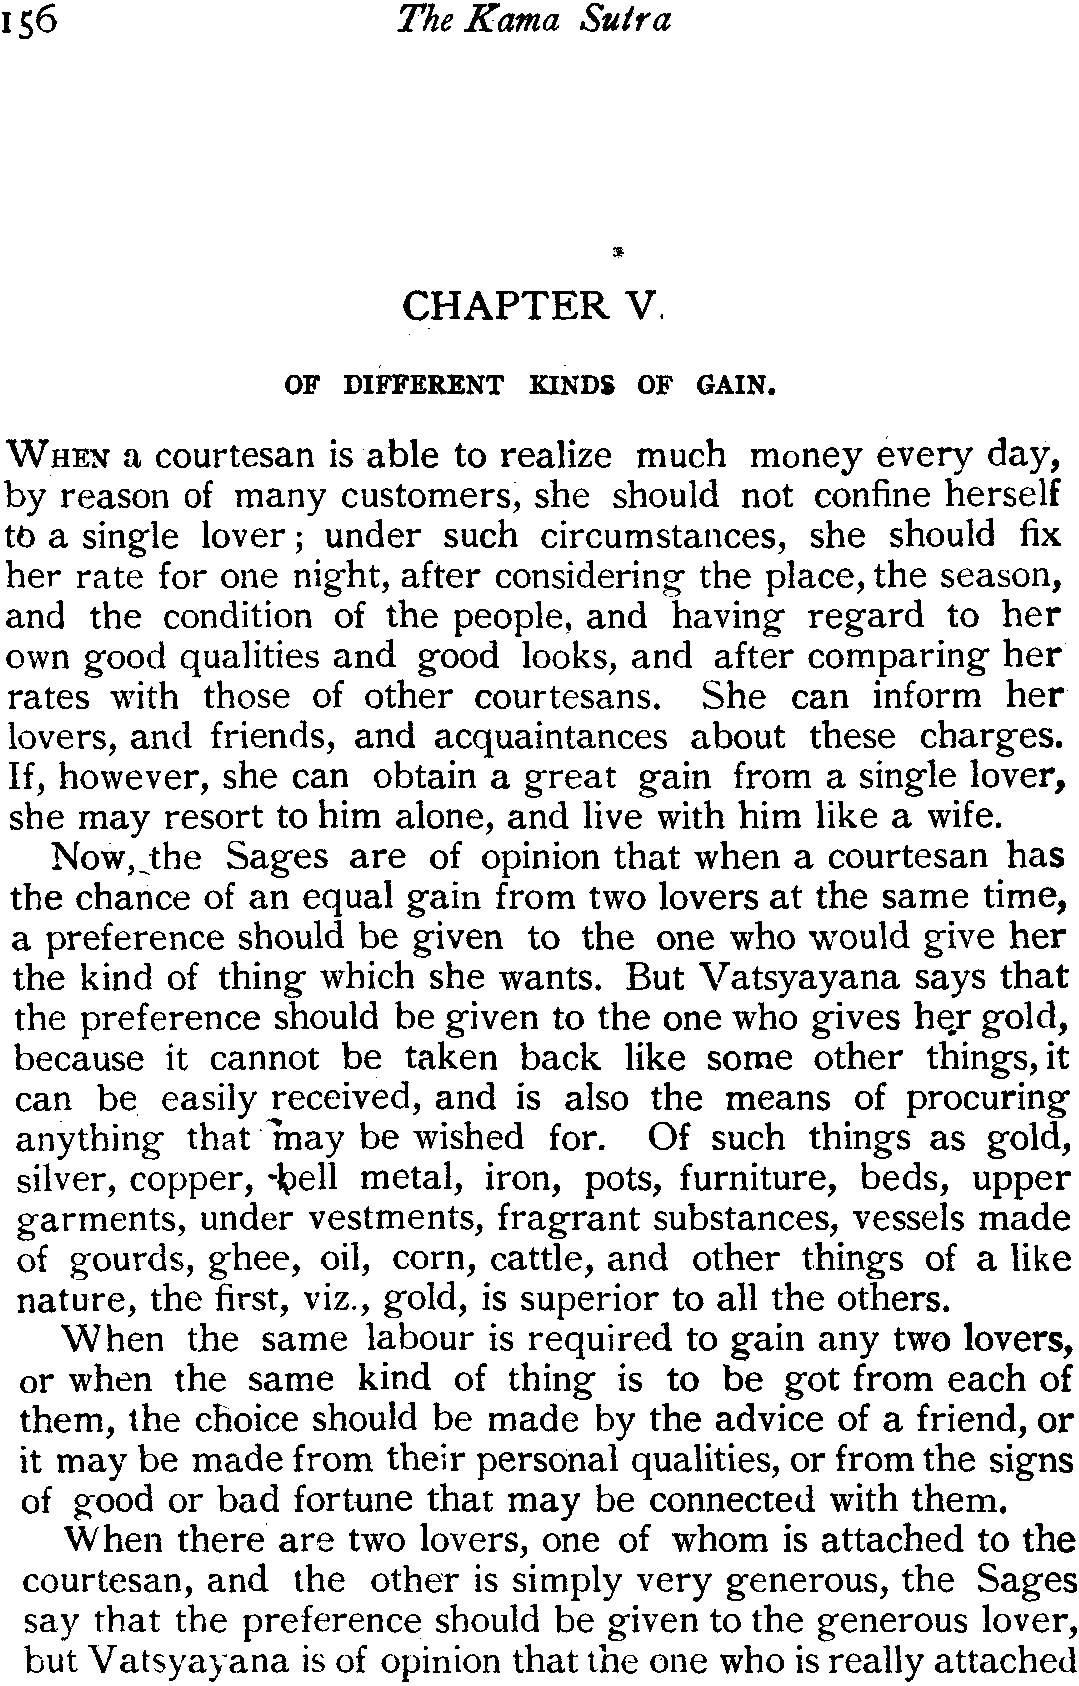 156 The Kama Sutra
CHAPTER V.
OF DIFFERENT KINDS OF GAIN.
WHEN a courtesan is able to realize much money every day,
by reason of many customers, she should not confine herself
to a single lover; under such circumstances, she should fix
her rate for one night, after considering the place, the season,
and the condition of the people, and having regard to her
own good qualities and good looks, and after comparing her
rates with those of other courtesans. She can inform her
lovers, and friends, and acquaintances about these charges.
If, however, she can obtain a great gain from a single lover,
she may resort to him alone, and live with him like a wife.
Now, the Sages are of opinion that when a courtesan has
the chance of an equal gain from two lovers at the same time,
a preference should be given to the one who would give her
the kind of thing which she wants. But Vatsyayana says that
the preference should be given to the one who gives her gold,
because it cannot be taken back like some other things, it
can be easily received, and is also the means of procuring
anything that may be wished for. Of such things as gold,
silver, copper, bell metal, iron, pots, furniture, beds, upper
garments, under vestments, fragrant substances, vessels made
of gourds, ghee, oil, corn, cattle, and other things of a like
nature, the first, viz., gold, is superior to all the others.
When the same labour is required to gain any two lovers,
or when the same kind of thing is to be got from each of
them, the choice should be made by the advice of a friend, or
it may be made from their personal qualities, or from the signs
of good or bad fortune that may be connected with them.
When there are two lovers, one of whom is attached to the
courtesan, and the other is simply very generous, the Sages
say that the preference should be given to the generous lover,
but Vatsyayana is of opinion that the one who is really attached